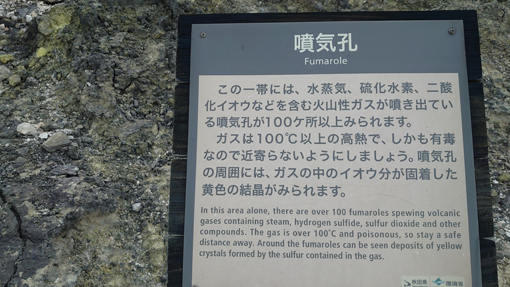 噴気孔
Fumarole
この一帯には、水蒸気、硫化水素、二酸
化イオウなどを含む火山性ガスが噴き出てい
る噴気孔が100ケ所以上みられます。
ガスは100℃以上の高熱で、しかも有毒
なので近寄らないようにしましょう。噴気孔
の周囲には、ガスの中のイオウ分が固着した
黄色の結晶がみられます。
In this area alone, there are over 100 fumaroles spewing volcanic
gases containing steam, hydrogen sulfide, sulfur dioxide and other
compounds. The gas is over 100℃ and poisonous, so stay a safe
distance away. Around the fumaroles can be seen deposits of yellow
crystals formed by the sulfur contained in the gas.
秋田県 環境省